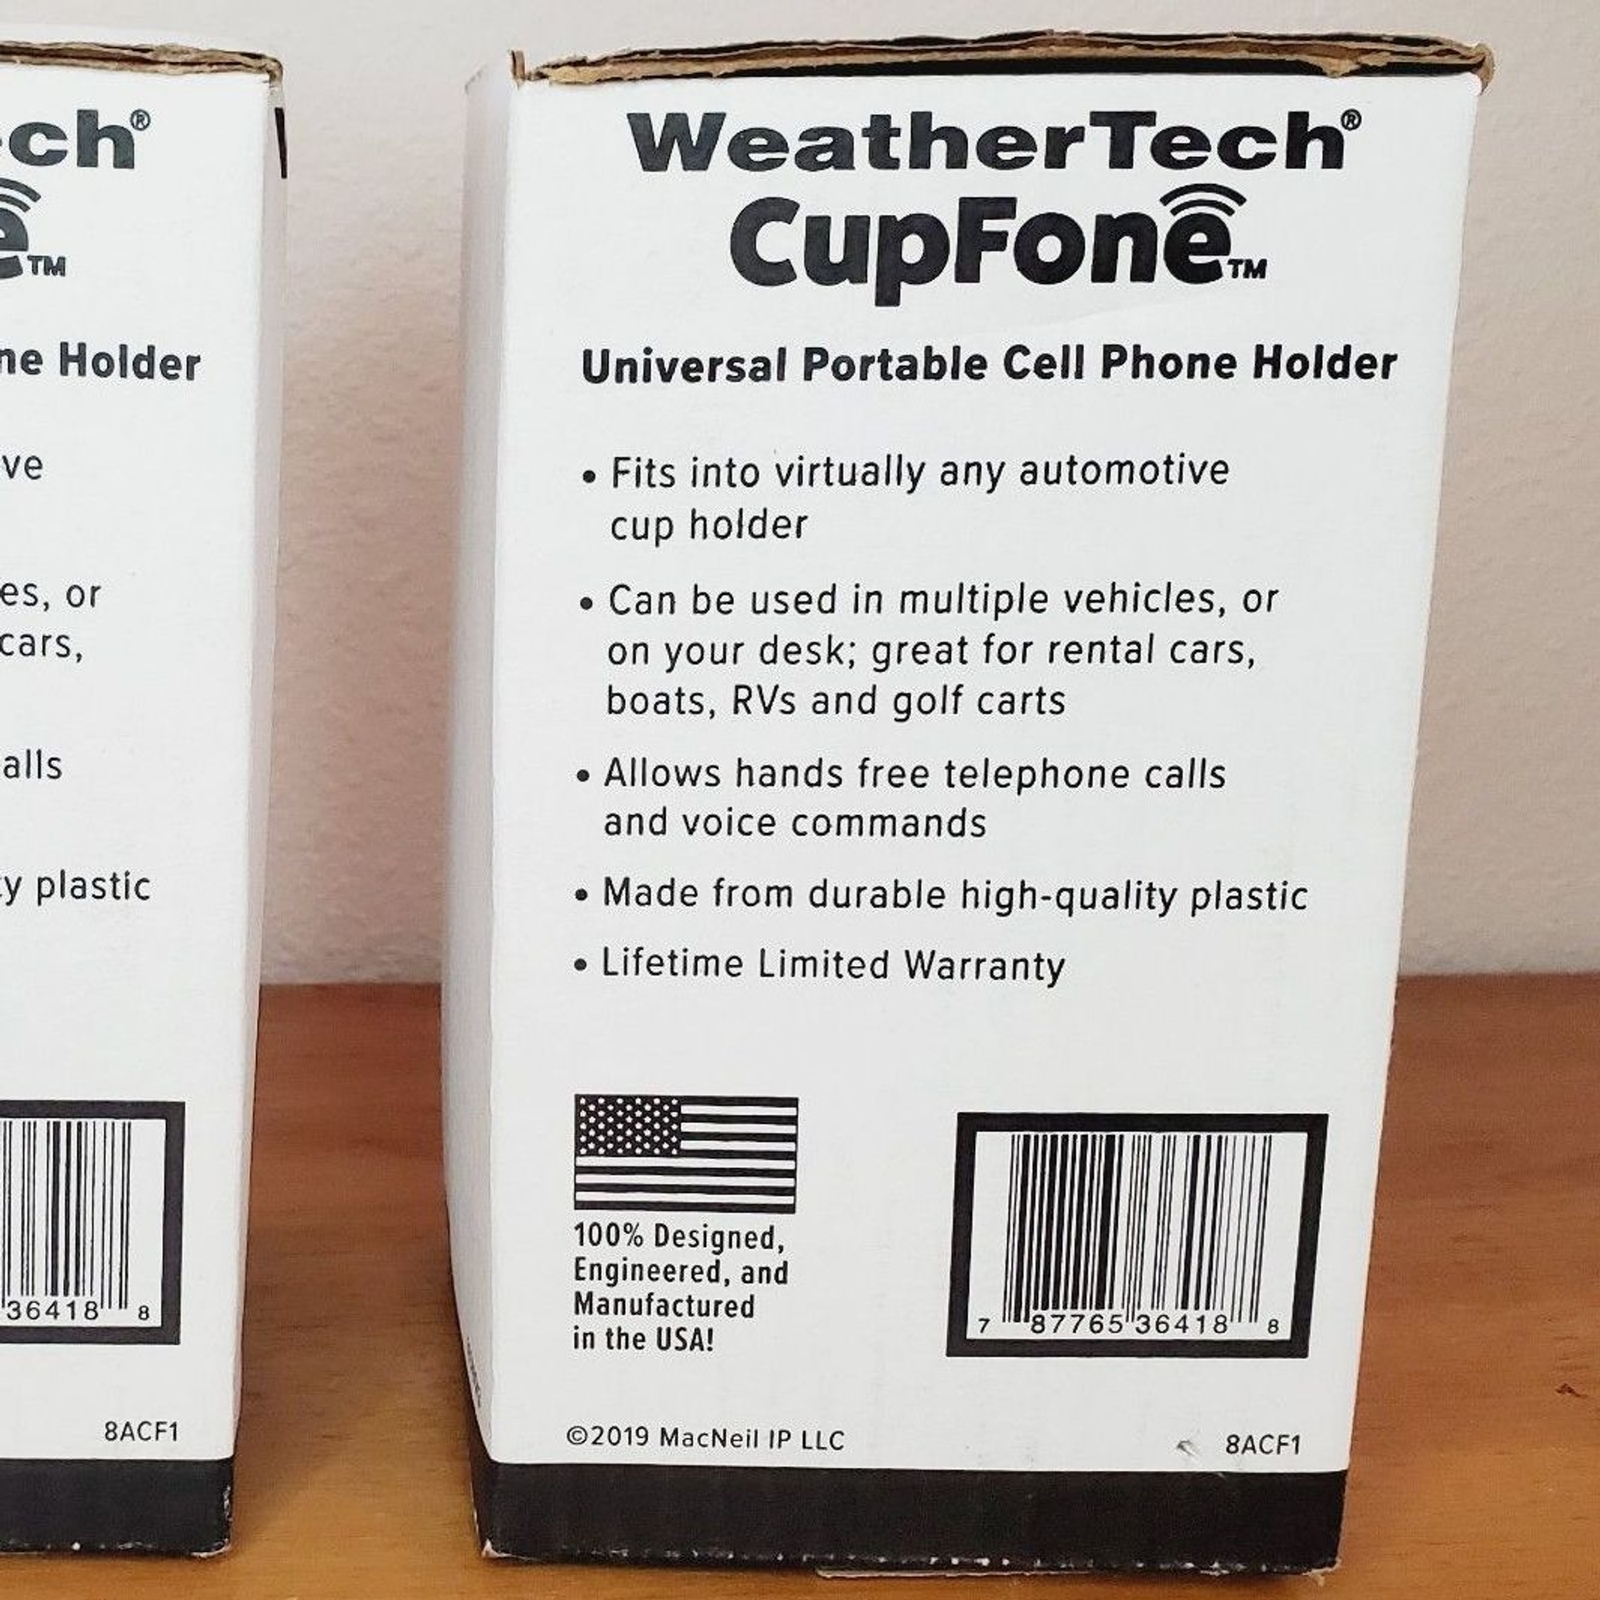 ch®
e™
ne Holder
ve
es, or
cars,
alls
y plastic
36418 8
8ACF1
WeatherTech®
CupFone™
Universal Portable Cell Phone Holder
• Fits into virtually any automotive
cup holder
• Can be used in multiple vehicles, or
on your desk; great for rental cars,
boats, RVs and golf carts
• Allows hands free telephone calls
and voice commands
• Made from durable high-quality plastic
• Lifetime Limited Warranty
100% Designed,
Engineered, and
Manufactured
in the USA!
7 87765 36418 8
©2019 MacNeil IP LLC
8ACF1